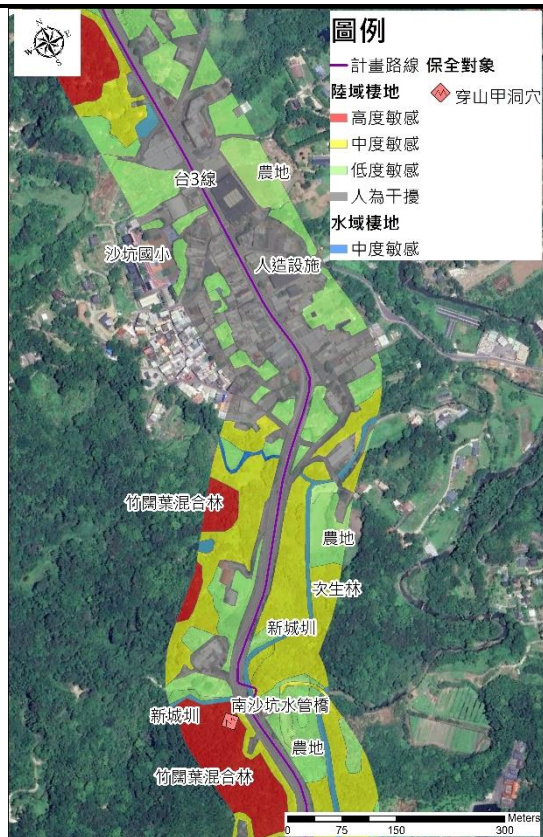 圖例
計畫路線 保全對象
陸域棲地 穿山甲洞穴
高度敏感
中度敏感
低度敏感
人為干擾
水域棲地
中度敏感
台3線
農地
沙坑國小
人造設施
竹闊葉混合林
農地
次生林
新城圳
南沙坑水管橋
新城圳
農地
竹闊葉混合林
Meters
0 75 150 300